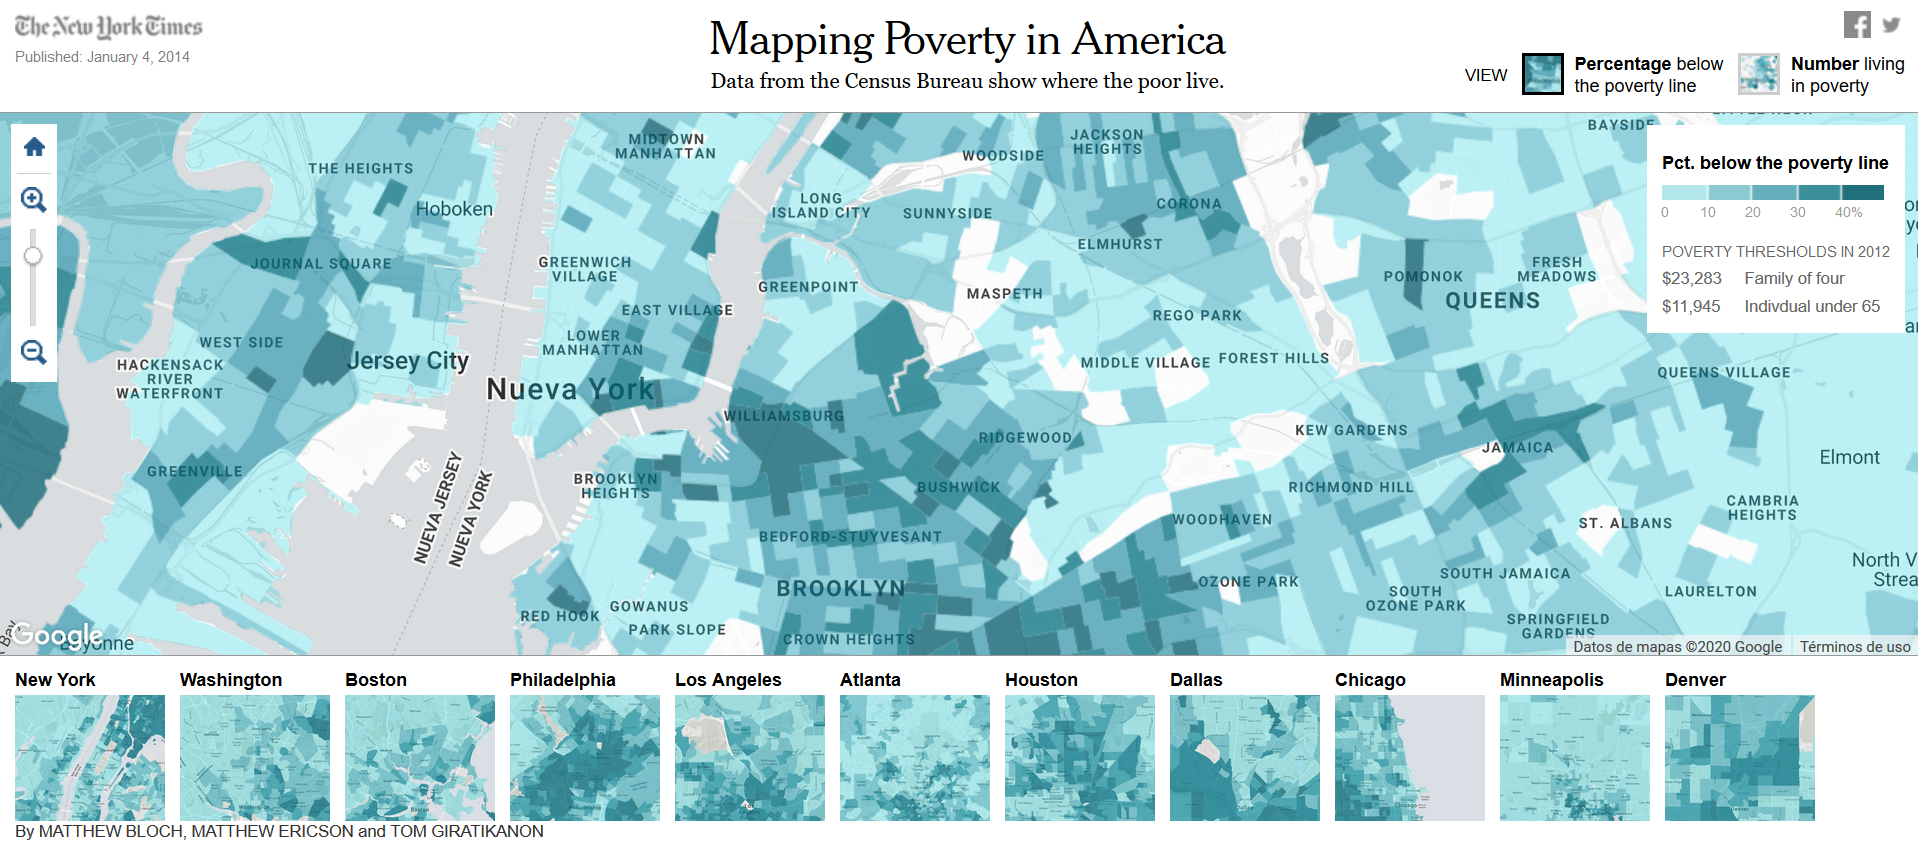 The New York Times
Published: January 4, 2014
Mapping Poverty in America
Data from the Census Bureau show where the poor live.
VIEW
Percentage below
the poverty line
Number living
in poverty
Pct. below the poverty line
0 10 20 30 40%
POVERTY THRESHOLDS IN 2012
$23,283 Family of four
$11,945 Indivdual under 65
MIDTOWN
MANHATTAN
THE HEIGHTS
Hoboken
JOURNAL SQUARE
GREENWICH
VILLAGE
EAST VILLAGE
LOWER
MANHATTAN
WEST SIDE
Jersey City
HACKENSACK
RIVER
WATERFRONT
Nueva York
GREENVILLE
NUEVA JERSEY
NUEVA YORK
BROOKLYN
HEIGHTS
WILLIAMSBURG
BUSHWICK
BEDFORD-STUYVESANT
BROOKLYN
RED HOOK
GOWANUS
PARK SLOPE
CROWN HEIGHTS
LONG
ISLAND CITY
SUNNYSIDE
WOODSIDE
JACKSON
HEIGHTS
CORONA
ELMHURST
GREENPOINT
MASPETH
REGO PARK
MIDDLE VILLAGE
FOREST HILLS
RIDGEWOOD
KEW GARDENS
RICHMOND HILL
WOODHAVEN
OZONE PARK
SOUTH
OZONE PARK
SOUTH JAMAICA
SPRINGFIELD
GARDENS
JAMAICA
ST. ALBANS
CAMBRIA
HEIGHTS
LAURELTON
Elmont
North V
Strea
QUEENS VILLAGE
POMONOK
FRESH
MEADOWS
QUEENS
BAYSIDE
Bayonne
Bay
Google
Datos de mapas ©2020 Google
Términos de uso
New York
Washington
Boston
Philadelphia
Los Angeles
Atlanta
Houston
Dallas
Chicago
Minneapolis
Denver
By MATTHEW BLOCH, MATTHEW ERICSON and TOM GIRATIKANON